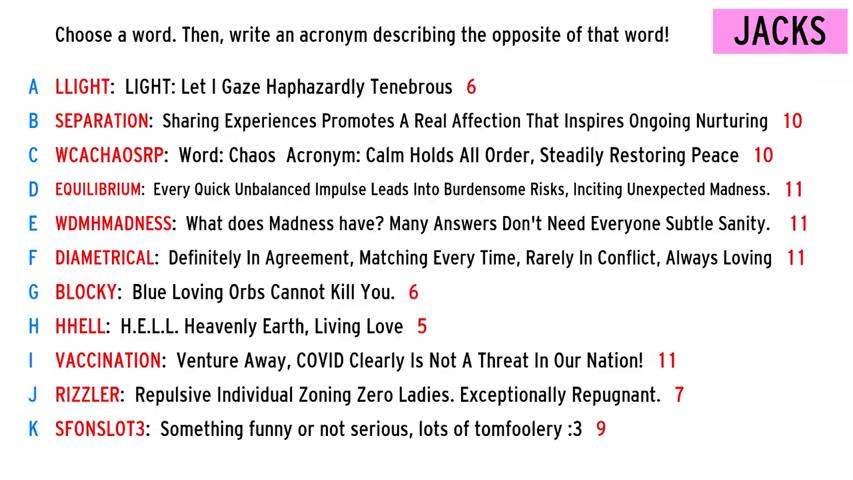 Choose a word. Then, write an acronym describing the opposite of that word!
JACKS
A LLIGHT: LIGHT: Let I Gaze Haphazardly Tenebrous 6
B SEPARATION: Sharing Experiences Promotes A Real Affection That Inspires Ongoing Nurturing 10
C WCACHAOSRP: Word: Chaos Acronym: Calm Holds All Order, Steadily Restoring Peace 10
D EQUILIBRIUM: Every Quick Unbalanced Impulse Leads Into Burdensome Risks, Inciting Unexpected Madness. 11
E WDMHMADNESS: What does Madness have? Many Answers Don't Need Everyone Subtle Sanity. 11
F DIAMETRICAL: Definitely In Agreement, Matching Every Time, Rarely In Conflict, Always Loving 11
G BLOCKY: Blue Loving Orbs Cannot Kill You. 6
H HHELL: H.E.L.L. Heavenly Earth, Living Love 5
I VACCINATION: Venture Away, COVID Clearly Is Not A Threat In Our Nation! 11
J RIZZLER: Repulsive Individual Zoning Zero Ladies. Exceptionally Repugnant. 7
K SFONSLOT3: Something funny or not serious, lots of tomfoolery :3 9